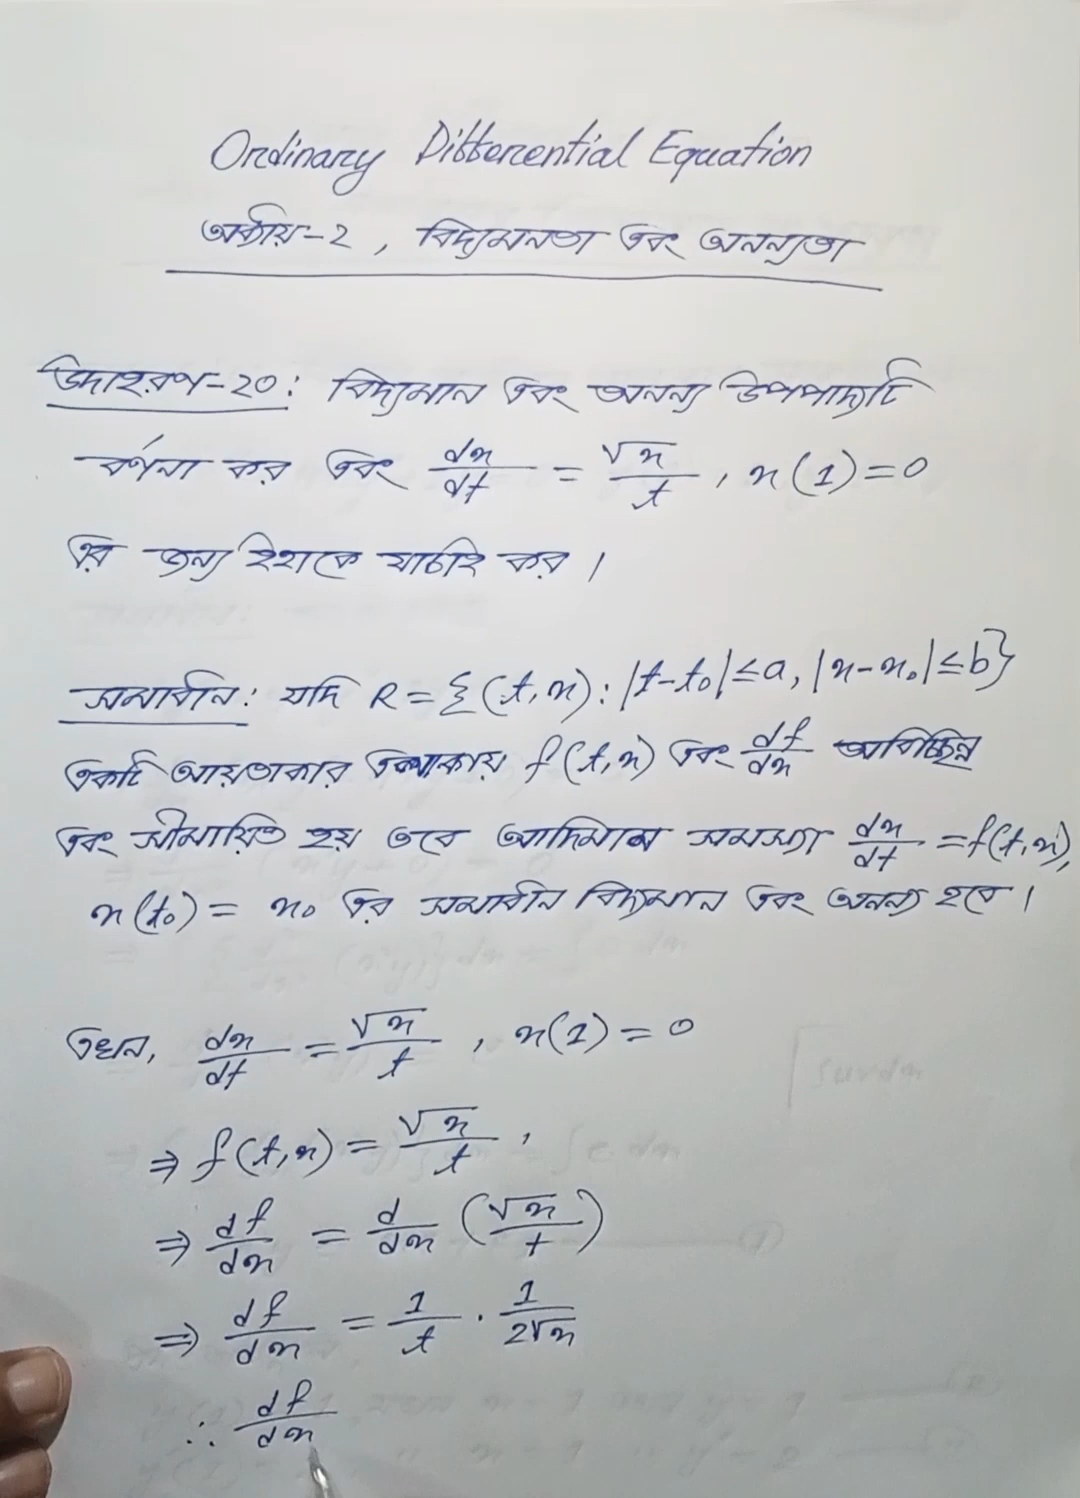 Ordinary Differential Equation
অধ্যায়-২, বিদ্যমানতা এবং অনন্যতা
উদাহরণ-২০: বিদ্যমান এবং অনন্য উপপাদ্যটি
বর্ণনা কর এবং dx/dt = √x/t, x(1)=0
এর জন্য ইহাকে যাচাই কর।
সমাধান: যদি R={(t,x): |t-t₀|≤a, |x-x₀|≤b}
একটি আয়তাকার এলাকায় f(t,x) এবং df/dx অবিচ্ছিন্ন
এবং সীমায়িত হয় তবে আদিমান সমস্যা dx/dt =f(t,x),
x(t₀) = x₀ এর সমাধান বিদ্যমান এবং অনন্য হবে।
এখন, dx/dt = √x/t, x(1)=0
⇒ f(t,x) = √x/t,
⇒ df/dx = d/dx (√x/t)
⇒ df/dx = 1/t · 1/2√x
∴ df/dx